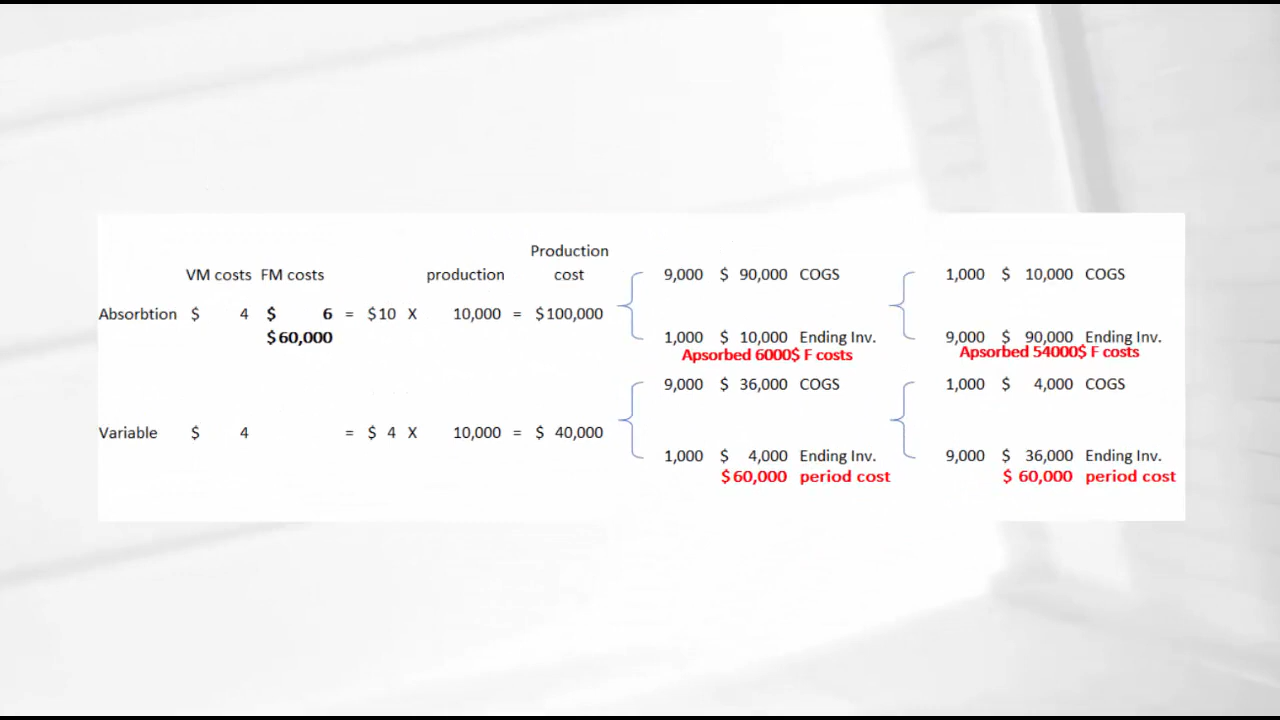 Production
VM costs FM costs production cost 9,000 $ 90,000 COGS 1,000 $ 10,000 COGS
Absorbtion $ 4 $ 6 = $10 X 10,000 = $100,000
$60,000 1,000 $ 10,000 Ending Inv. 9,000 $ 90,000 Ending Inv.
Apsorbed 6000$ F costs Apsorbed 54000$ F costs
9,000 $ 36,000 COGS 1,000 $ 4,000 COGS
Variable $ 4 = $ 4 X 10,000 = $ 40,000
1,000 $ 4,000 Ending Inv. 9,000 $ 36,000 Ending Inv.
$60,000 period cost $ 60,000 period cost